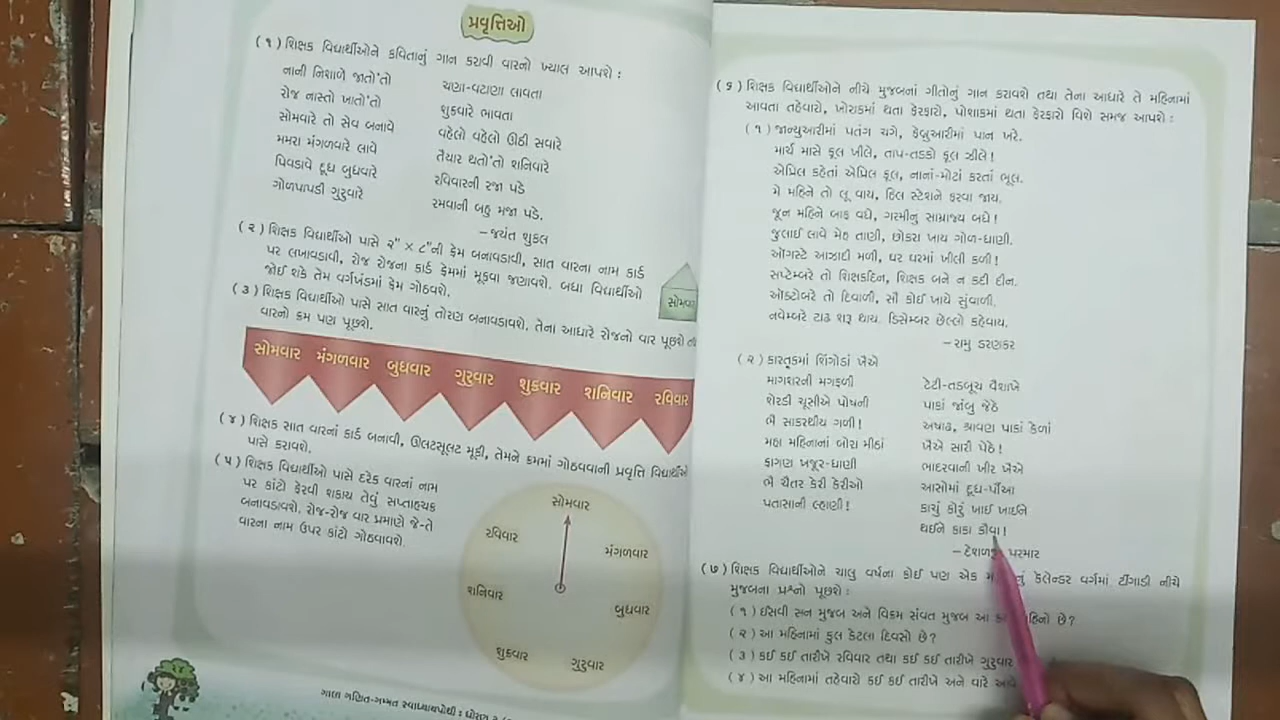 પ્રવૃત્તિઓ
(૧) શિક્ષક વિદ્યાર્થીઓને કવિતાનું ગાન કરાવી વારનો ખ્યાલ આપશે :
નાની નિશાળે જાતો'તો
રોજ નાસ્તો ખાતો'તો
સોમવારે તો સેવ બનાવે
મમરા મંગળવારે લાવે
પિવડાવે દૂધ બુધવારે
ગોળપાપડી ગુરુવારે
ચણા-વટાણા લાવતા
શુક્રવારે ભાવતા
વહેલો વહેલો ઊઠી સવારે
તૈયાર થતો'તો શનિવારે
રવિવારની રજા પડે
રમવાની બહુ મજા પડે.
–જયંત શુક્લ
(૨) શિક્ષક વિદ્યાર્થીઓ પાસે ૨" × ૮"ની ફ્રેમ બનાવડાવી, સાત વારના નામ કાર્ડ
પર લખાવડાવી, રોજ રોજના કાર્ડ ફ્રેમમાં મૂકવા જણાવશે. બધા વિદ્યાર્થીઓ
જોઈ શકે તેમ વર્ગખંડમાં ફ્રેમ ગોઠવશે.
સોમવા
(૩) શિક્ષક વિદ્યાર્થીઓ પાસે સાત વારનું તોરણ બનાવડાવશે. તેના આધારે રોજનો વાર પૂછશે
વારનો ક્રમ પણ પૂછશે.
સોમવાર મંગળવાર બુધવાર ગુરુવાર શુક્રવાર શનિવાર રવિવાર
(૪) શિક્ષક સાત વારનાં કાર્ડ બનાવી, ઊલટસૂલટ મૂકી, તેમને ક્રમમાં ગોઠવવાની પ્રવૃત્તિ વિદ્યાર્થીઓ
પાસે કરાવશે.
(૫) શિક્ષક વિદ્યાર્થીઓ પાસે દરેક વારનાં નામ
પર કાંટો ફેરવી શકાય તેવું સપ્તાહચક્ર
બનાવડાવશે. રોજ-રોજ વાર પ્રમાણે જે-તે
વારના નામ ઉપર કાંટો ગોઠવાવશે.
સોમવાર
મંગળવાર
બુધવાર
ગુરુવાર
શુક્રવાર
શનિવાર
રવિવાર
ગાલા ગણિત-ગમ્મત સ્વાધ્યાયપોથી : ધોરણ ૨
(૬) શિક્ષક વિદ્યાર્થીઓને નીચે મુજબનાં ગીતોનું ગાન કરાવશે તથા તેના આધારે તે મહિનામાં
આવતા તહેવારો, ખોરાકમાં થતા ફેરફારો, પોશાકમાં થતા ફેરફારો વિશે સમજ આપશે :
(૧) જાન્યુઆરીમાં પતંગ ચગે, ફેબ્રુઆરીમાં પાન ખરે.
માર્ચ માસે ફૂલ ખીલે, તાપ-તડકો ફૂલ ઝીલે!
એપ્રિલ કહેતાં એપ્રિલ ફૂલ, નાનાં-મોટાં કરતાં ભૂલ.
મે મહિને તો લૂ વાય, હિલ સ્ટેશને ફરવા જાય.
જૂન મહિને બાફ વધે, ગરમીનું સામ્રાજ્ય બધે!
જુલાઈ લાવે મેહ તાણી, છોકરા ખાય ગોળ-ધાણી.
ઑગસ્ટે આઝાદી મળી, ઘર ઘરમાં ખીલી કળી!
સપ્ટેમ્બરે તો શિક્ષકદિન, શિક્ષક બને ન કદી દીન.
ઑક્ટોબરે તો દિવાળી, સૌ કોઈ ખાયે સુંવાળી.
નવેમ્બરે ટાઢ શરૂ થાય. ડિસેમ્બર છેલ્લો કહેવાય.
–રામુ ડરણકર
(૨) કારતૂકમાં શિંગોડાં ખૈએ
માગશરની મગફળી
શેરડી ચૂસીએ પોષની
ભૈ સાકરથીય ગળી!
મહા મહિનાનાં બોરા મીઠાં
ફાગણ ખજૂર-ધાણી
ભૈ ચૈતર કેરી કેરીઓ
પતાસાની લ્હાણી!
ટેટી-તડબૂચ વૈશાખે
પાકાં જાંબુ જેઠે
અષાઢ, શ્રાવણ પાકાં કેળાં
ખૈએ સારી પેઠે!
ભાદરવાની ખીર ખૈએ
આસોમાં દૂધ-પૌંઆ
કાચું કોરું ખાઈ ખાઈને
થઈને કાકા કૌવા!
પરમાર
(૭) શિક્ષક વિદ્યાર્થીઓને ચાલુ વર્ષના કોઈ પણ એક કૅલેન્ડર વર્ગમાં ટીંગાડી નીચે
મુજબના પ્રશ્નો પૂછશે :
(૧) ઈસવી સન મુજબ અને વિક્રમ સંવત મુજબ આ છે?
(૨) આ મહિનામાં કુલ કેટલા દિવસો છે?
(૩) કઈ કઈ તારીખે રવિવાર તથા કઈ કઈ તારીખે ગુરુવાર
(૪) આ મહિનામાં તહેવારો કઈ કઈ તારીખે અને વારે